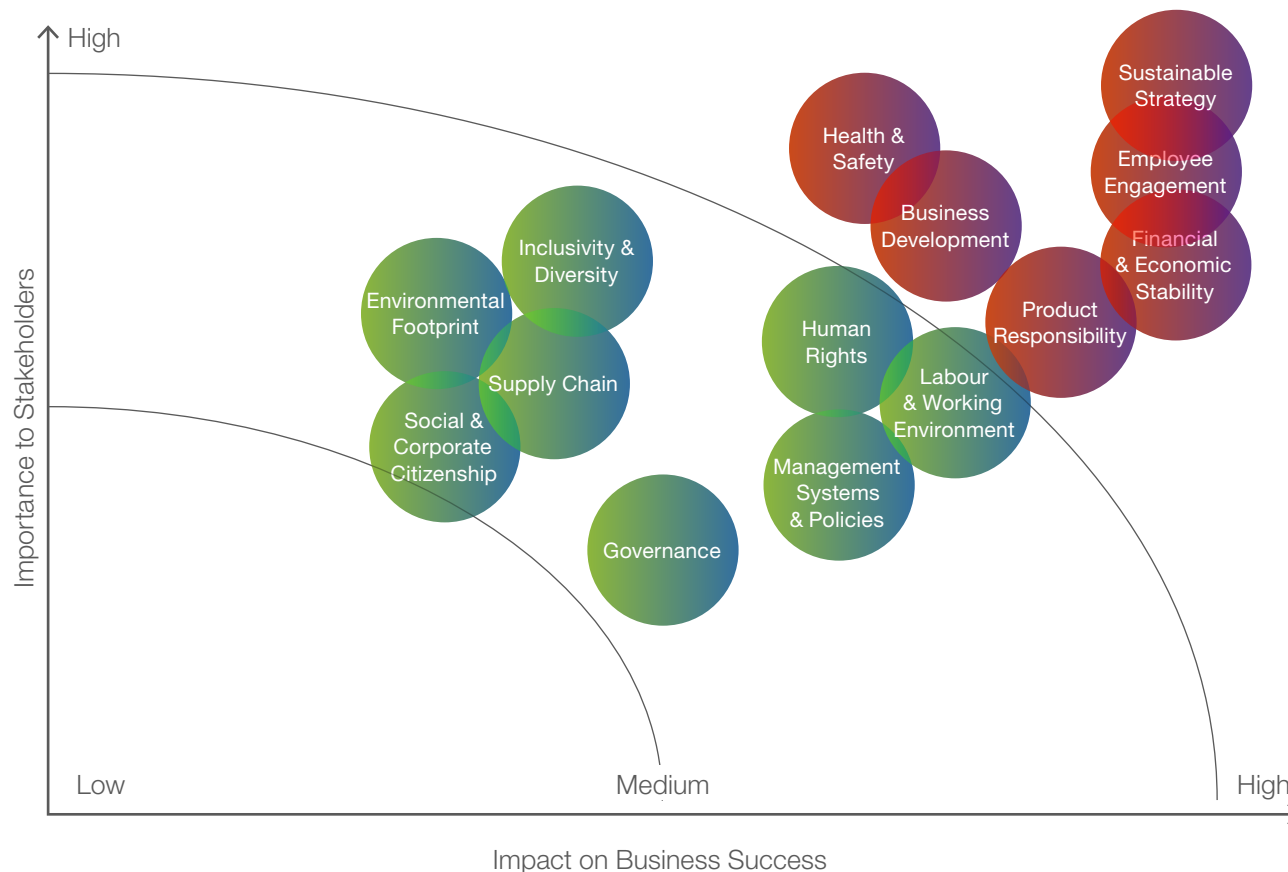 High
Sustainable
Strategy
Health &
Safety
Employee
Engagement
Business
Development
Financial
& Economic
Stability
Inclusivity &
Diversity
Environmental
Footprint
Product
Responsibility
Human
Rights
Supply Chain
Labour
& Working
Environment
Social &
Corporate
Citizenship
Management
Systems
& Policies
Governance
Importance to Stakeholders
Low
Medium
High
Impact on Business Success